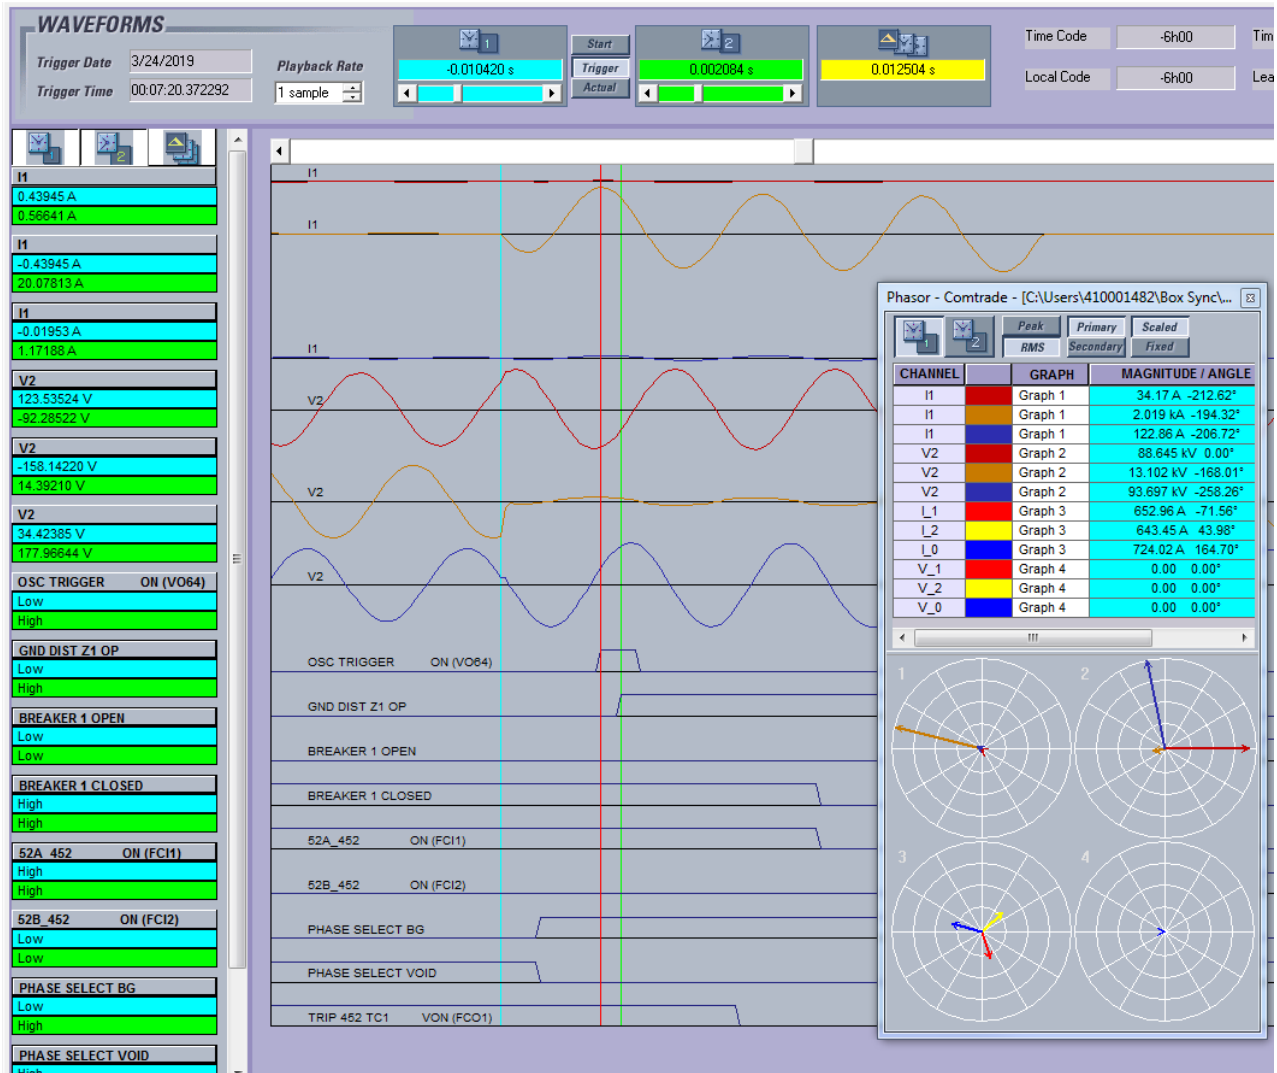 WAVEFORMS
Trigger Date 3/24/2019
Trigger Time 00:07:20.372292
Playback Rate
1 sample
1
-0.010420 s
Start
Trigger
Actual
2
0.002084 s
0.012504 s
Time Code -6h00 Tim
Local Code -6h00 Lea
1
2
I1
0.43945 A
0.56641 A
I1
-0.43945 A
20.07813 A
I1
-0.01953 A
1.17188 A
V2
123.53524 V
-92.28522 V
V2
-158.14220 V
14.39210 V
V2
34.42385 V
177.96644 V
OSC TRIGGER ON (VO64)
Low
High
GND DIST Z1 OP
Low
High
BREAKER 1 OPEN
Low
Low
BREAKER 1 CLOSED
High
High
52A_452 ON (FCI1)
High
High
52B_452 ON (FCI2)
Low
Low
PHASE SELECT BG
Low
High
PHASE SELECT VOID
High
I1
I1
I1
V2
V2
V2
OSC TRIGGER ON (VO64)
GND DIST Z1 OP
BREAKER 1 OPEN
BREAKER 1 CLOSED
52A_452 ON (FCI1)
52B_452 ON (FCI2)
PHASE SELECT BG
PHASE SELECT VOID
TRIP 452 TC1 VON (FCO1)
Phasor - Comtrade - [C:\Users\410001482\Box Sync\...
1
2
Peak Primary Scaled
RMS Secondary Fixed
CHANNEL GRAPH MAGNITUDE / ANGLE
I1 Graph 1 34.17 A -212.62°
I1 Graph 1 2.019 kA -194.32°
I1 Graph 1 122.86 A -206.72°
V2 Graph 2 88.645 kV 0.00°
V2 Graph 2 13.102 kV -168.01°
V2 Graph 2 93.697 kV -258.26°
I_1 Graph 3 652.96 A -71.56°
I_2 Graph 3 643.45 A 43.98°
I_0 Graph 3 724.02 A 164.70°
V_1 Graph 4 0.00 0.00°
V_2 Graph 4 0.00 0.00°
V_0 Graph 4 0.00 0.00°
1
2
3
4